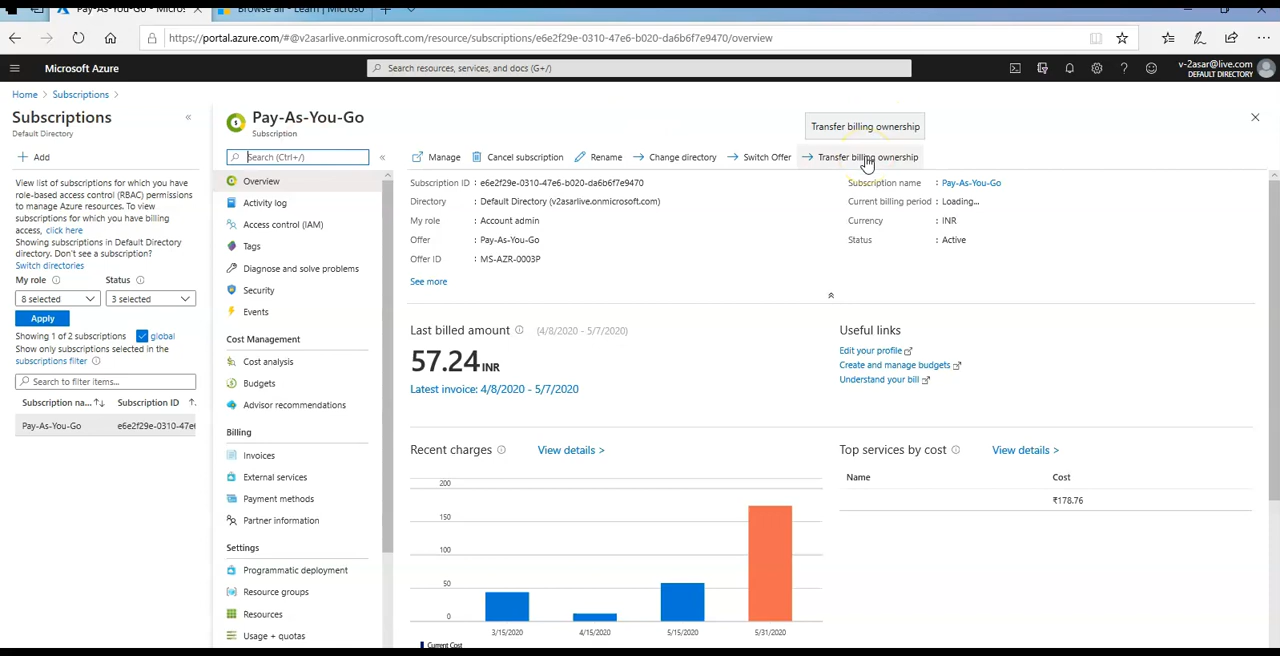 Pay-As-You-Go - Micros
Browse all - Learn | Microso
https://portal.azure.com/#@v2asarlive.onmicrosoft.com/resource/subscriptions/e6e2f29e-0310-47e6-b020-da6b6f7e9470/overview
Microsoft Azure
Search resources, services, and docs (G+/)
v-2asar@live.com
DEFAULT DIRECTORY
Home > Subscriptions >
Subscriptions
Default Directory
«
+ Add
View list of subscriptions for which you have
role-based access control (RBAC) permissions
to manage Azure resources. To view
subscriptions for which you have billing
access, click here
Showing subscriptions in Default Directory
directory. Don't see a subscription?
Switch directories
My role
Status
8 selected
3 selected
Apply
Showing 1 of 2 subscriptions
global
Show only subscriptions selected in the
subscriptions filter
Search to filter items...
Subscription na...↑↓
Subscription ID ↑
Pay-As-You-Go
e6e2f29e-0310-47e6
Pay-As-You-Go
Subscription
Search (Ctrl+/)
«
Overview
Activity log
Access control (IAM)
Tags
Diagnose and solve problems
Security
Events
Cost Management
Cost analysis
Budgets
Advisor recommendations
Billing
Invoices
External services
Payment methods
Partner information
Settings
Programmatic deployment
Resource groups
Resources
Usage + quotas
Transfer billing ownership
Manage
Cancel subscription
Rename
Change directory
Switch Offer
Transfer billing ownership
Subscription ID : e6e2f29e-0310-47e6-b020-da6b6f7e9470
Directory : Default Directory (v2asarlive.onmicrosoft.com)
My role : Account admin
Offer : Pay-As-You-Go
Offer ID : MS-AZR-0003P
See more
Subscription name : Pay-As-You-Go
Current billing period : Loading...
Currency : INR
Status : Active
Last billed amount (4/8/2020 - 5/7/2020)
57.24 INR
Latest invoice: 4/8/2020 - 5/7/2020
Useful links
Edit your profile
Create and manage budgets
Understand your bill
Recent charges
View details >
200
150
100
50
0
3/15/2020
4/15/2020
5/15/2020
5/31/2020
Current Cost
Top services by cost
View details >
Name
Cost
₹178.76